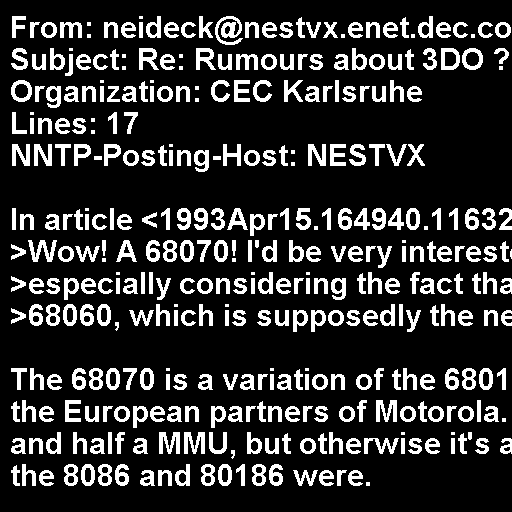 From: neideck@nestvx.enet.dec.co
Subject: Re: Rumours about 3DO ?
Organization: CEC Karlsruhe
Lines: 17
NNTP-Posting-Host: NESTVX
In article <1993Apr15.164940.11632
>Wow! A 68070! I'd be very interest
>especially considering the fact tha
>68060, which is supposedly the ne
The 68070 is a variation of the 6801
the European partners of Motorola.
and half a MMU, but otherwise it's a
the 8086 and 80186 were.